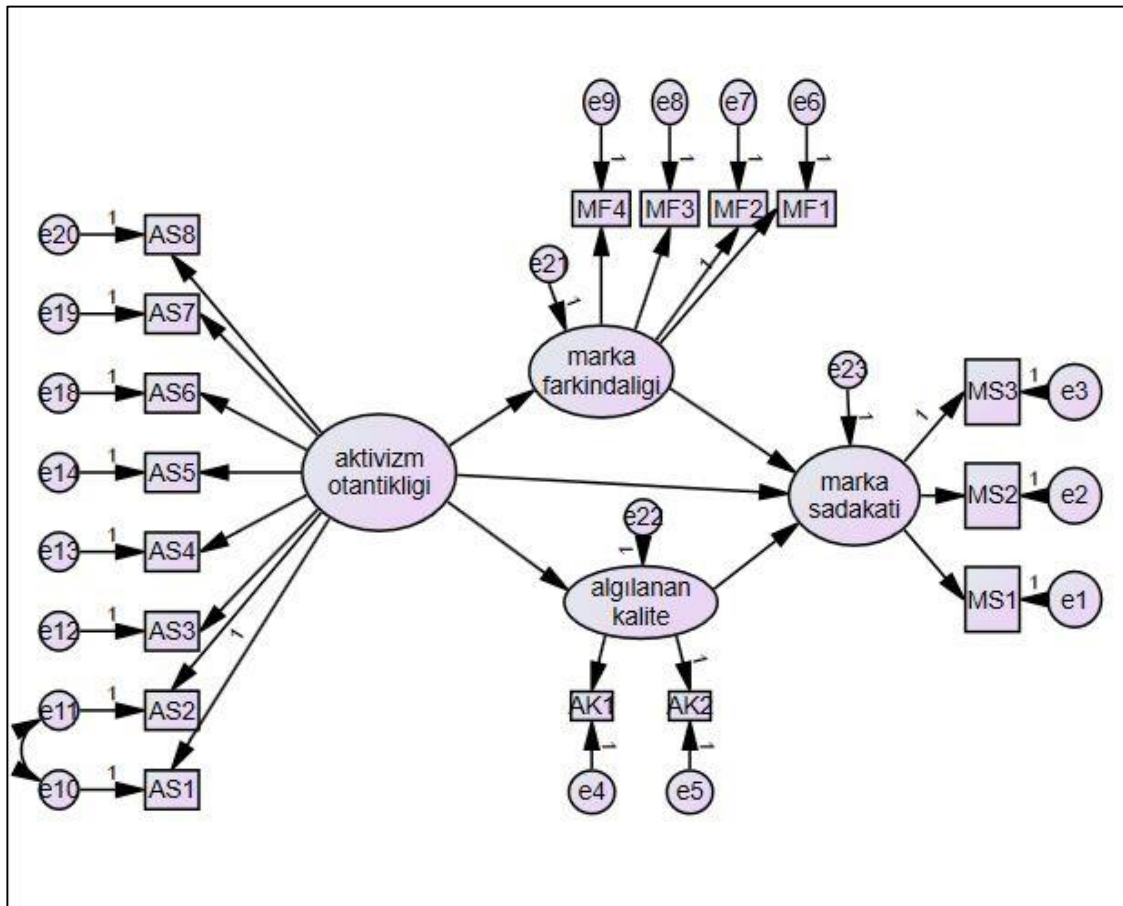 e9
e8
e7
e6
1
1
1
1
MF4
MF3
MF2
MF1
e21
1
1
marka
farkindaligi
e20
1
AS8
e19
1
AS7
e18
1
AS6
e14
1
AS5
e13
1
AS4
e12
1
AS3
e11
1
AS2
e10
1
AS1
1
aktivizm
otantikligi
e23
1
marka
sadakati
1
MS3
1
e3
MS2
1
e2
MS1
1
e1
e22
1
algılanan
kalite
1
AK1
AK2
1
1
e4
e5